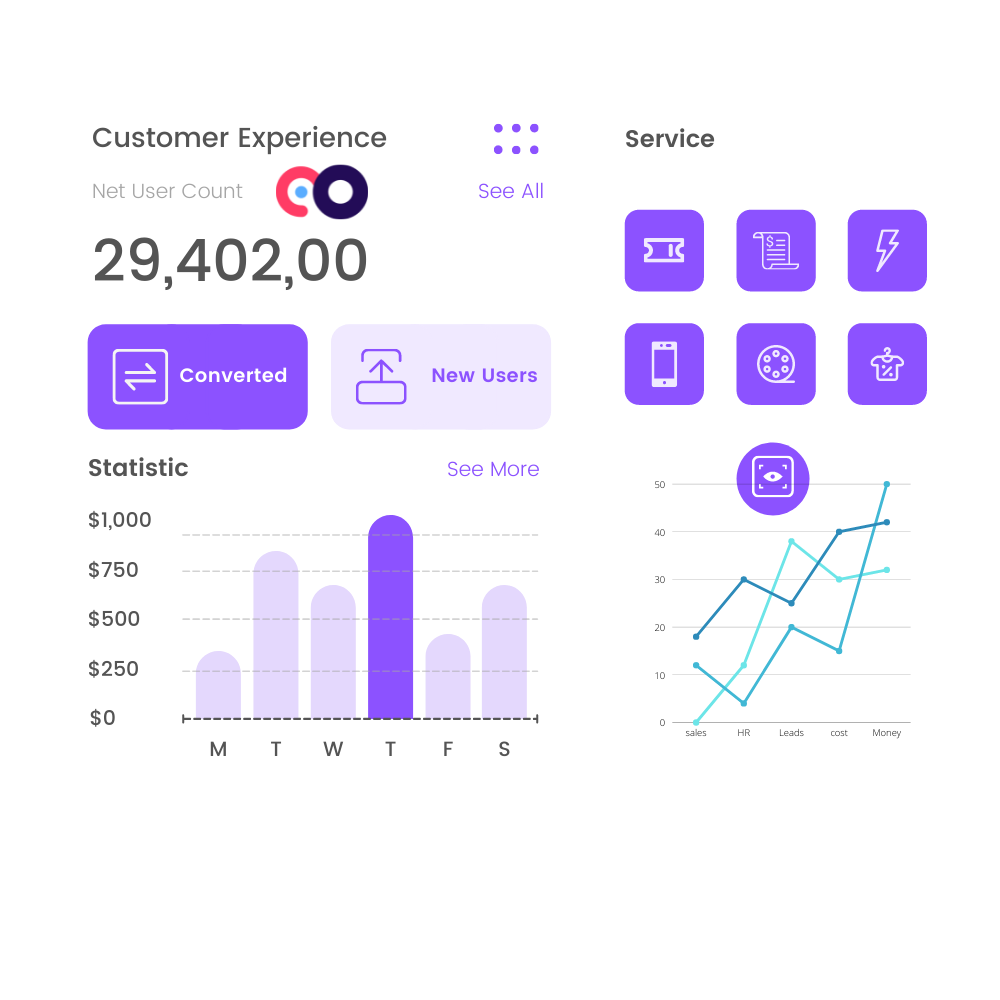 Customer Experience
Net User Count
See All
29,402,00
Converted
New Users
Statistic
See More
$1,000
$750
$500
$250
$0
M T W T F S
Service
$
50
40
30
20
10
0
sales HR Leads cost Money